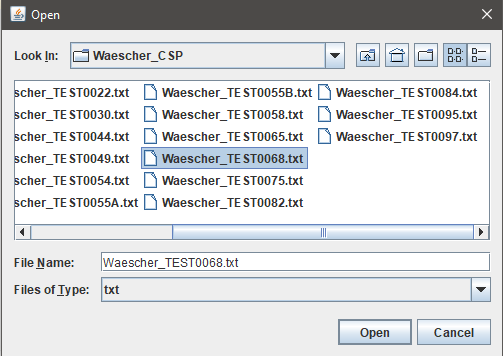 Open
Look In: Waescher_CSP
scher_TEST0022.txt Waescher_TEST0055B.txt Waescher_TEST0084.txt
scher_TEST0030.txt Waescher_TEST0058.txt Waescher_TEST0095.txt
scher_TEST0044.txt Waescher_TEST0065.txt Waescher_TEST0097.txt
scher_TEST0049.txt Waescher_TEST0068.txt
scher_TEST0054.txt Waescher_TEST0075.txt
scher_TEST0055A.txt Waescher_TEST0082.txt
File Name: Waescher_TEST0068.txt
Files of Type: txt
Open Cancel